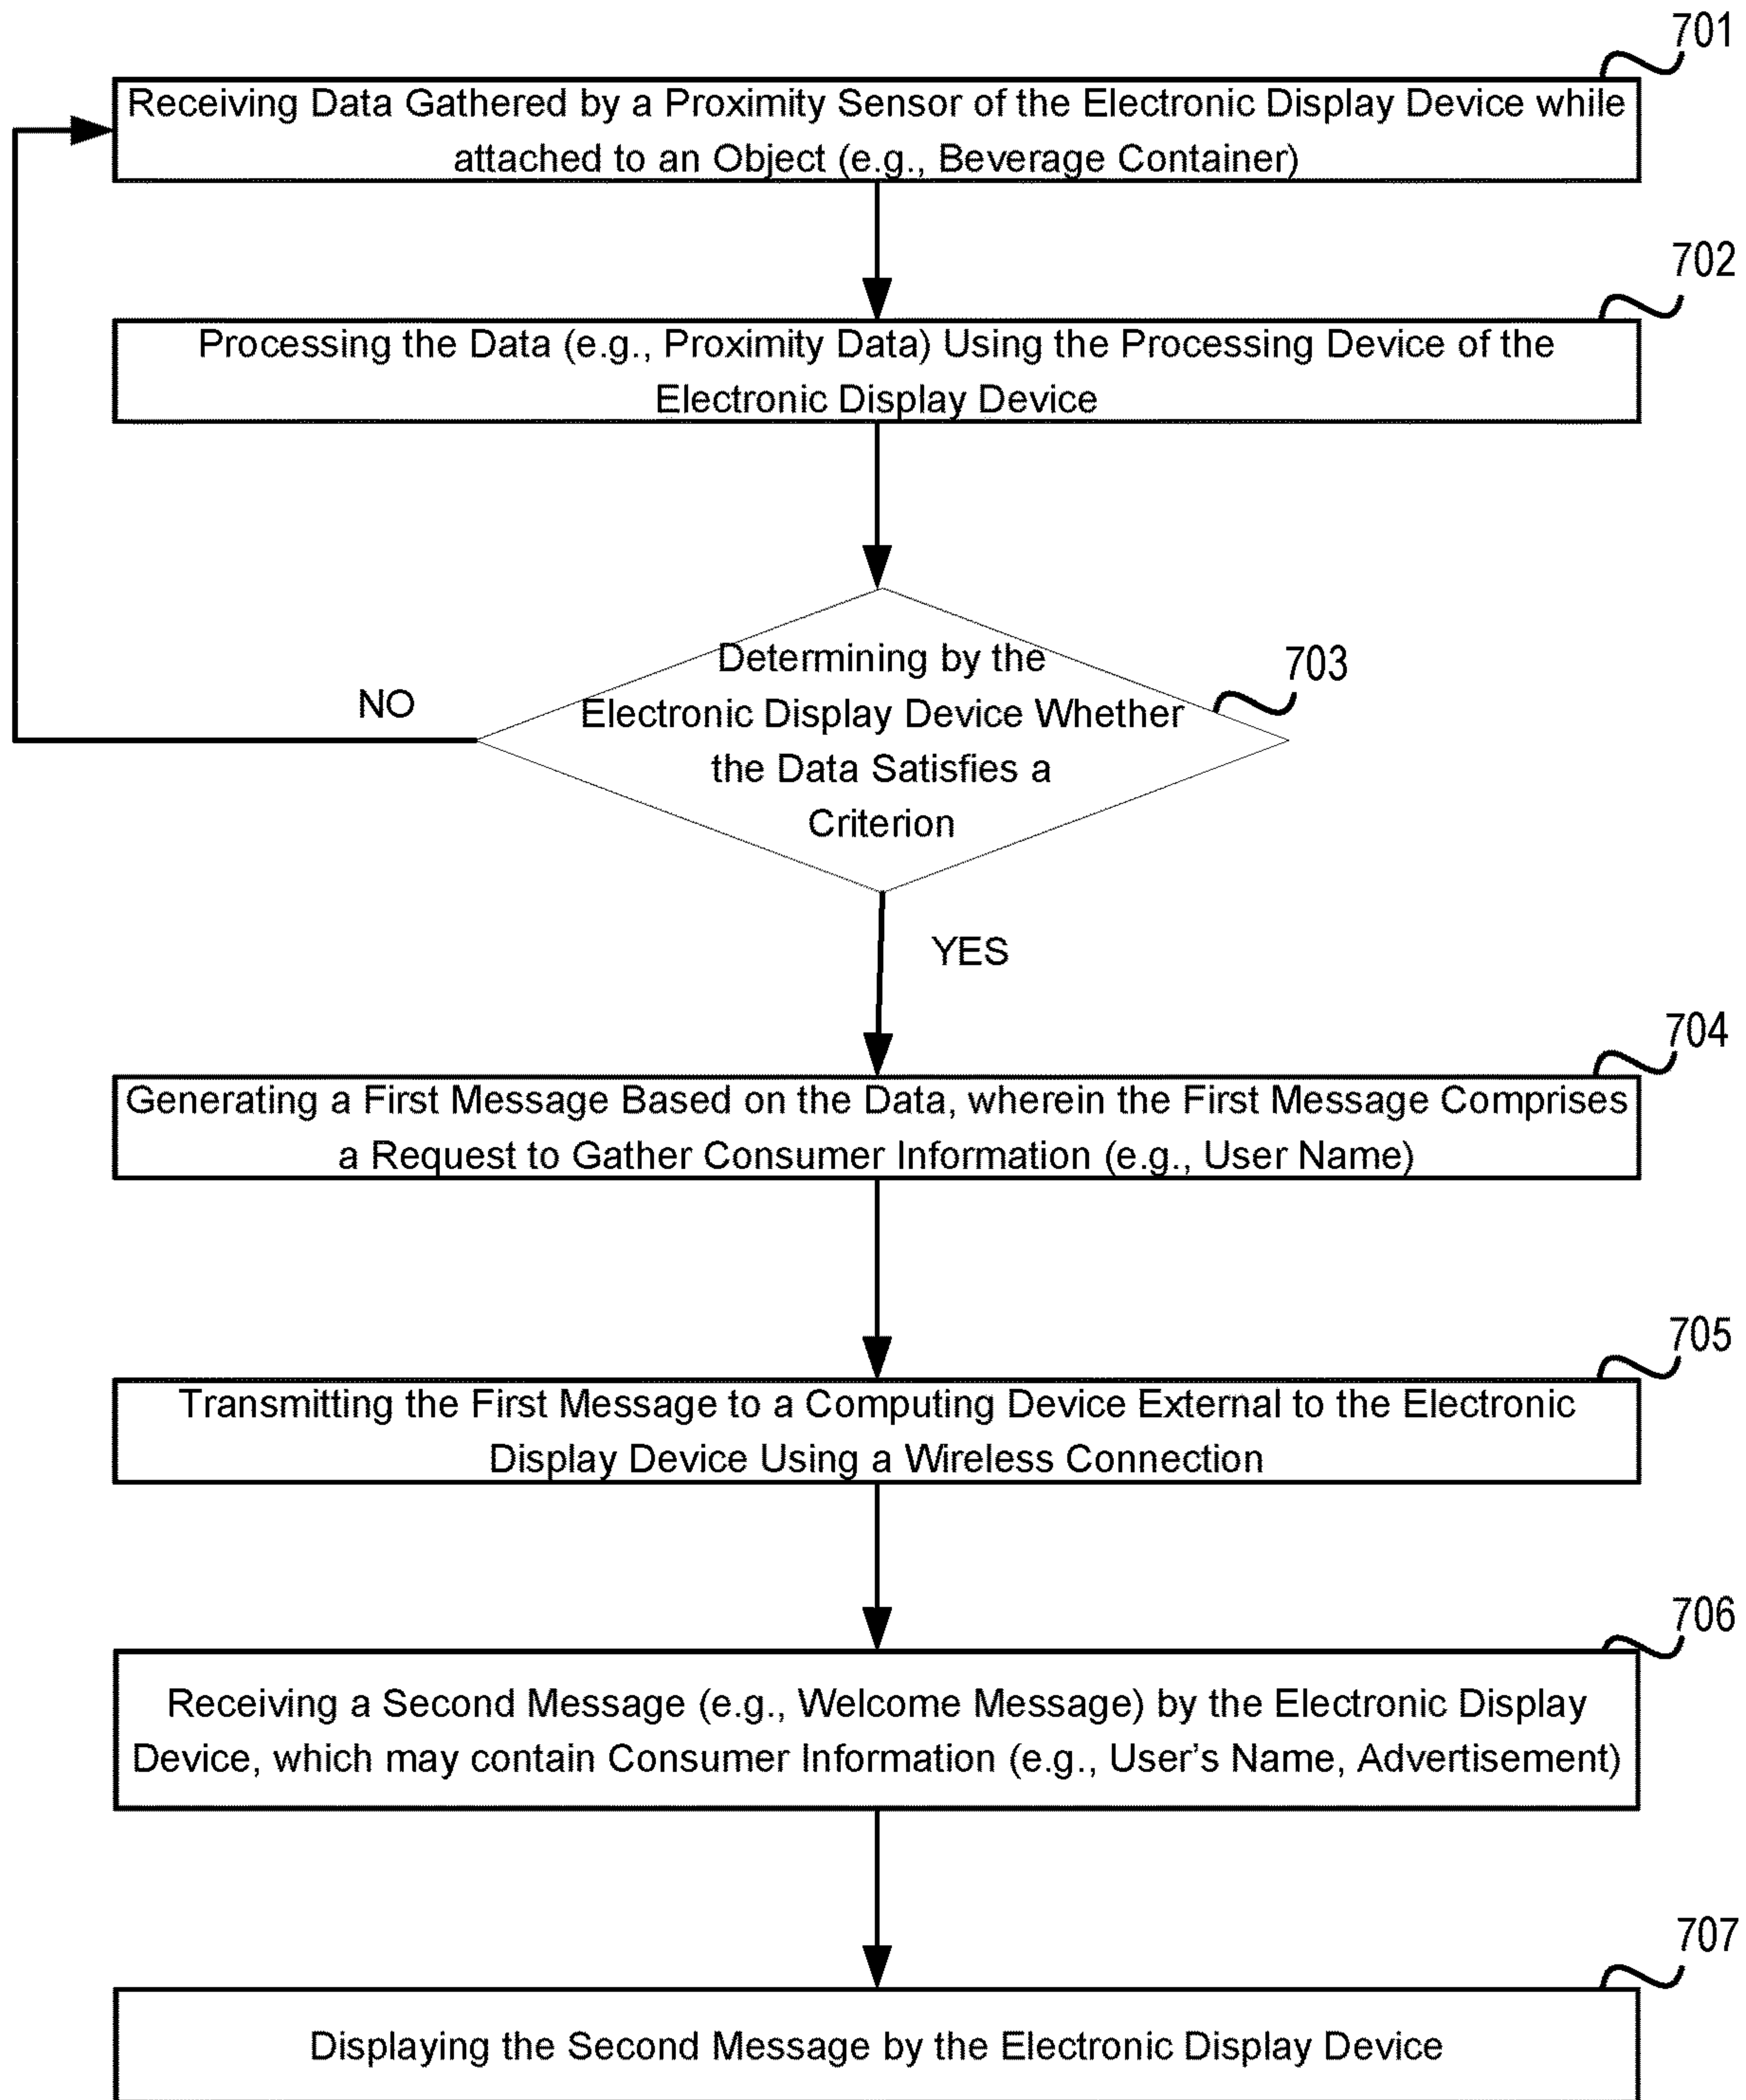 701
Receiving Data Gathered by a Proximity Sensor of the Electronic Display Device while
attached to an Object (e.g., Beverage Container)
702
Processing the Data (e.g., Proximity Data) Using the Processing Device of the
Electronic Display Device
703
Determining by the
Electronic Display Device Whether
the Data Satisfies a
Criterion
NO
YES
704
Generating a First Message Based on the Data, wherein the First Message Comprises
a Request to Gather Consumer Information (e.g., User Name)
705
Transmitting the First Message to a Computing Device External to the Electronic
Display Device Using a Wireless Connection
706
Receiving a Second Message (e.g., Welcome Message) by the Electronic Display
Device, which may contain Consumer Information (e.g., User’s Name, Advertisement)
707
Displaying the Second Message by the Electronic Display Device